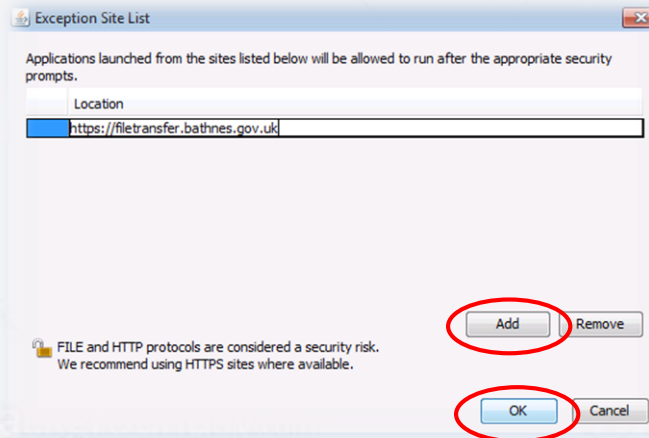 Exception Site List
Applications launched from the sites listed below will be allowed to run after the appropriate security
prompts.
Location
https://filetransfer.bathnes.gov.uk
Add
Remove
FILE and HTTP protocols are considered a security risk.
We recommend using HTTPS sites where available.
OK
Cancel